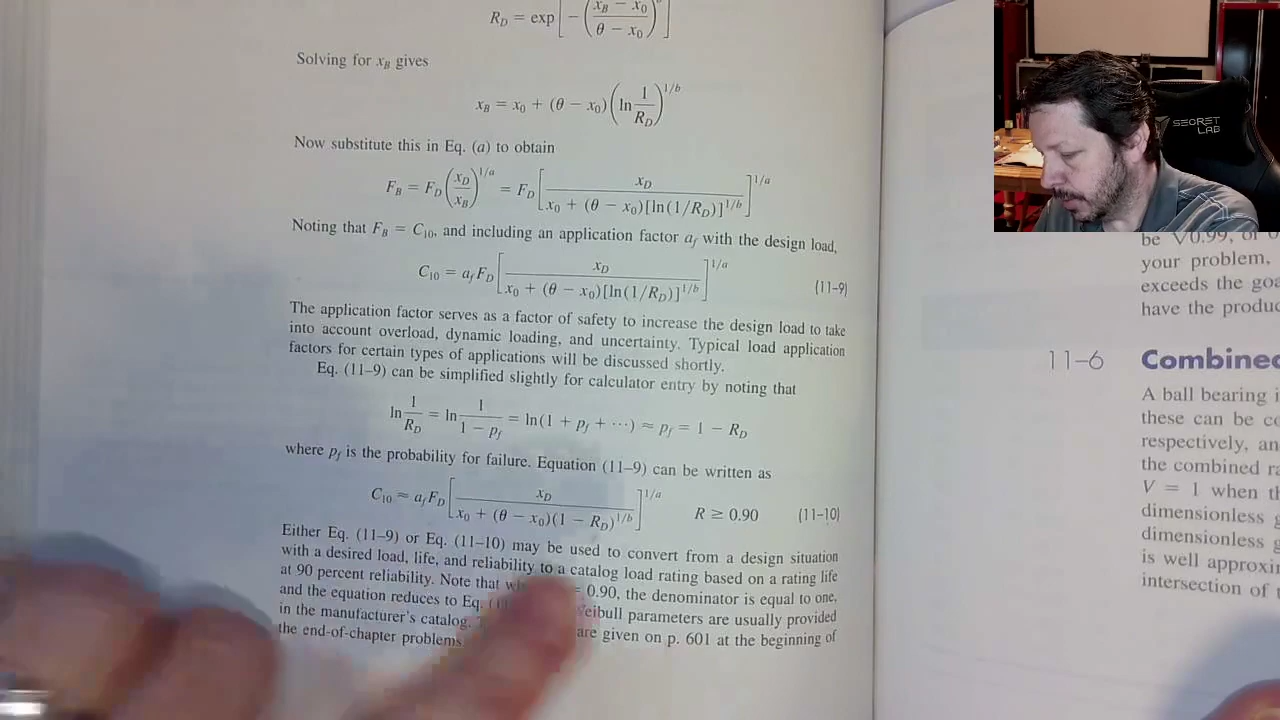 R_D = exp[−((x_B − x_0)/(θ − x_0))
Solving for x_B gives
x_B = x_0 + (θ − x_0)(ln 1/R_D)^{1/b}
Now substitute this in Eq. (a) to obtain
F_B = F_D(x_D/x_B)^{1/a} = F_D[x_D/(x_0 + (θ − x_0)[ln(1/R_D)]^{1/b})]^{1/a}
Noting that F_B = C_10, and including an application factor a_f with the design load,
C_10 = a_f F_D[x_D/(x_0 + (θ − x_0)[ln(1/R_D)]^{1/b})]^{1/a} (11–9)
The application factor serves as a factor of safety to increase the design load to take
into account overload, dynamic loading, and uncertainty. Typical load application
factors for certain types of applications will be discussed shortly.
Eq. (11–9) can be simplified slightly for calculator entry by noting that
ln 1/R_D = ln 1/(1 − p_f) = ln(1 + p_f + ···) ≈ p_f = 1 − R_D
where p_f is the probability for failure. Equation (11–9) can be written as
C_10 ≈ a_f F_D[x_D/(x_0 + (θ − x_0)(1 − R_D)^{1/b})]^{1/a} R ≥ 0.90 (11–10)
Either Eq. (11–9) or Eq. (11–10) may be used to convert from a design situation
with a desired load, life, and reliability to a catalog load rating based on a rating life
at 90 percent reliability. Note that = 0.90, the denominator is equal to one,
and the equation reduces to Eq. eibull parameters are usually provided
in the manufacturer's catalog. are given on p. 601 at the beginning of
the end-of-chapter problems.
SECRET
LAB
be √0.99, or
your problem,
exceeds the goa
have the produc
11–6 Combined
A ball bearing i
these can be co
respectively, an
the combined ra
V = 1 when th
dimensionless g
dimensionless g
is well approxi
intersection of t